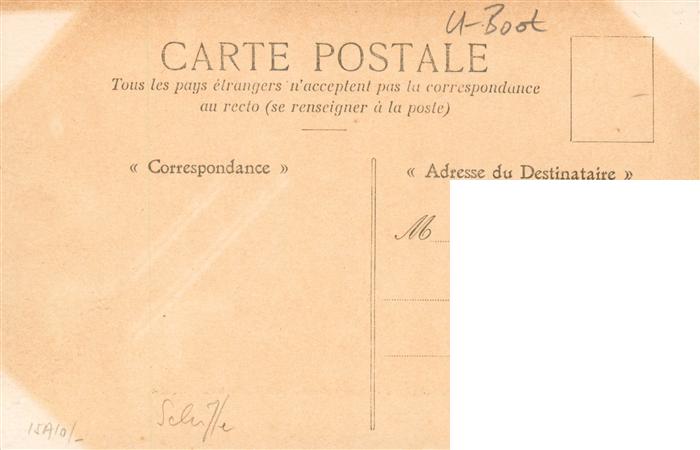 U-Boot
CARTE POSTALE
Tous les pays étrangers n'acceptent pas la correspondance
au recto (se renseigner à la poste)
« Correspondance »
« Adresse du Destinataire »
M
Schiffe